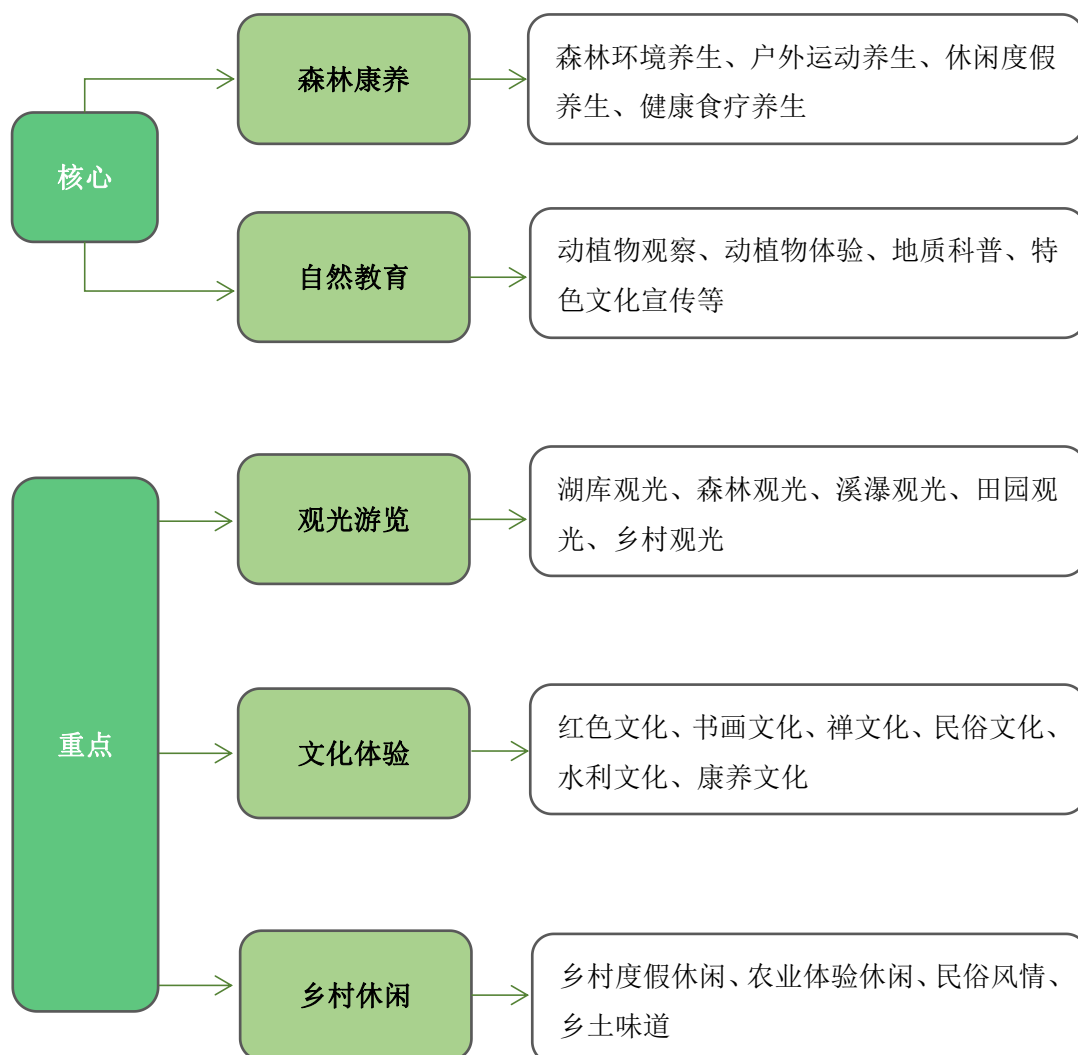 核心
森林康养
森林环境养生、户外运动养生、休闲度假
养生、健康食疗养生
自然教育
动植物观察、动植物体验、地质科普、特
色文化宣传等
重点
观光游览
湖库观光、森林观光、溪瀑观光、田园观
光、乡村观光
文化体验
红色文化、书画文化、禅文化、民俗文化、
水利文化、康养文化
乡村休闲
乡村度假休闲、农业体验休闲、民俗风情、
乡土味道